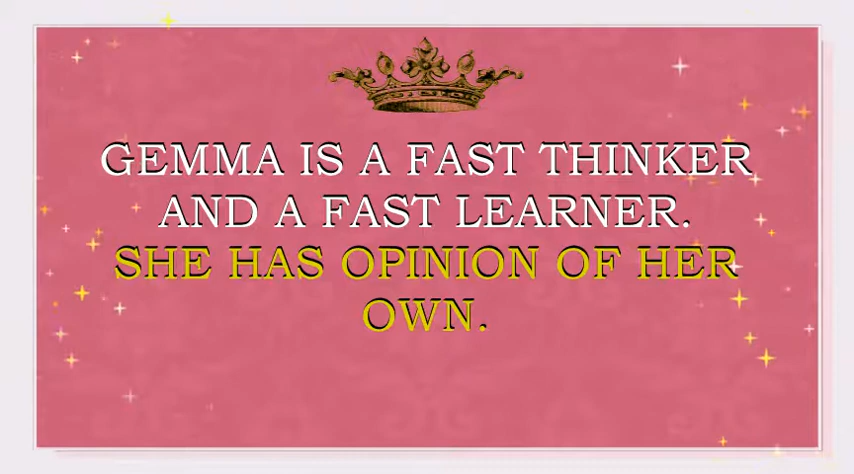 GEMMA IS A FAST THINKER
AND A FAST LEARNER.
SHE HAS OPINION OF HER
OWN.